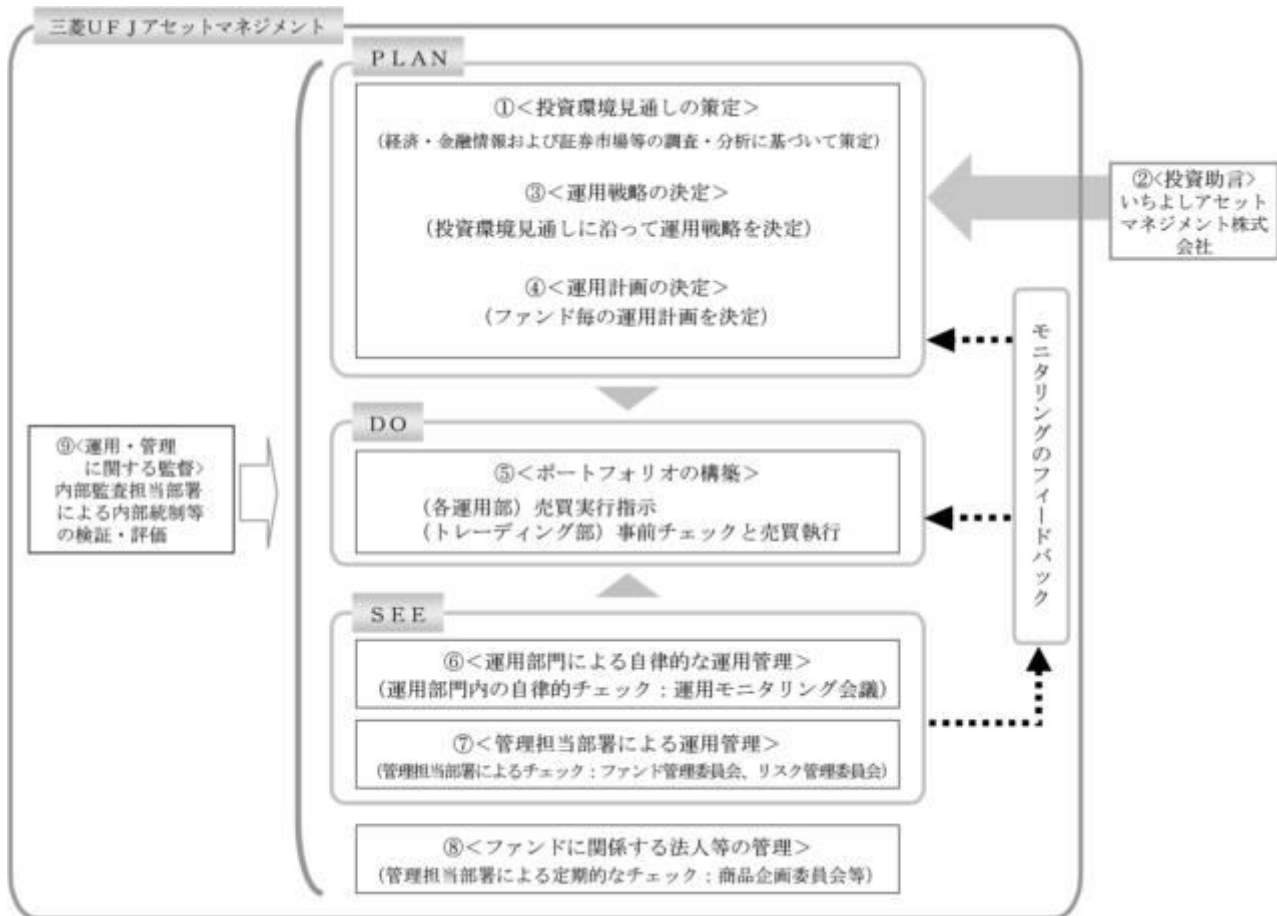 三菱UFJアセットマネジメント
PLAN
①<投資環境見通しの策定>
(経済・金融情報および証券市場等の調査・分析に基づいて策定)
③<運用戦略の決定>
(投資環境見通しに沿って運用戦略を決定)
④<運用計画の決定>
(ファンド毎の運用計画を決定)
②<投資助言>
いちよしアセット
マネジメント株式
会社
モニタリングのフィードバック
DO
⑤<ポートフォリオの構築>
(各運用部)売買実行指示
(トレーディング部)事前チェックと売買執行
⑨<運用・管理
に関する監督>
内部監査担当部署
による内部統制等
の検証・評価
SEE
⑥<運用部門による自律的な運用管理>
(運用部門内の自律的チェック:運用モニタリング会議)
⑦<管理担当部署による運用管理>
(管理担当部署によるチェック:ファンド管理委員会、リスク管理委員会)
⑧<ファンドに関係する法人等の管理>
(管理担当部署による定期的なチェック:商品企画委員会等)